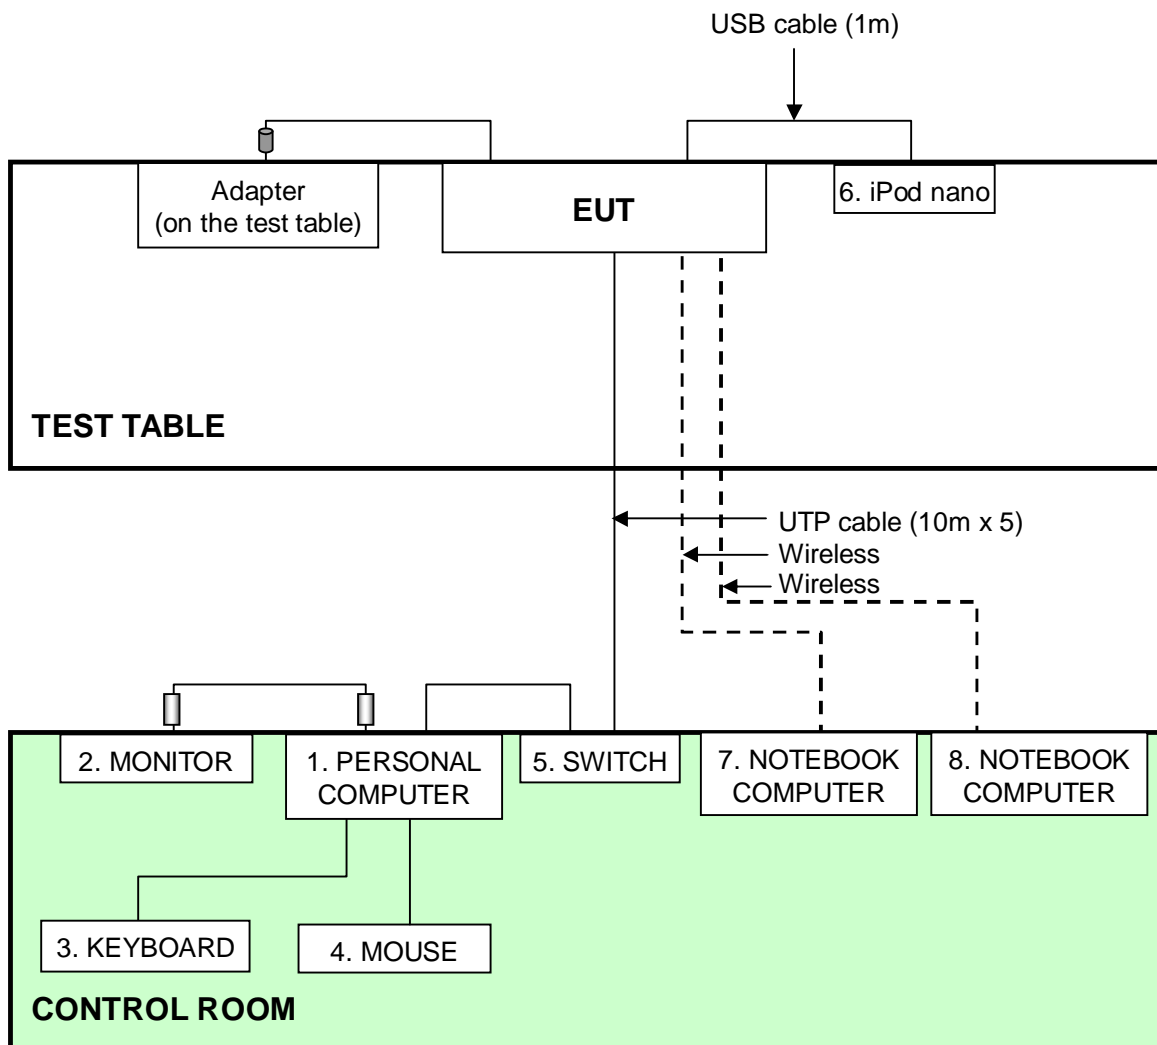 USB cable (1m)
Adapter
(on the test table)
EUT
6. iPod nano
TEST TABLE
UTP cable (10m x 5)
Wireless
Wireless
2. MONITOR
1. PERSONAL
COMPUTER
5. SWITCH
7. NOTEBOOK
COMPUTER
8. NOTEBOOK
COMPUTER
3. KEYBOARD
4. MOUSE
CONTROL ROOM